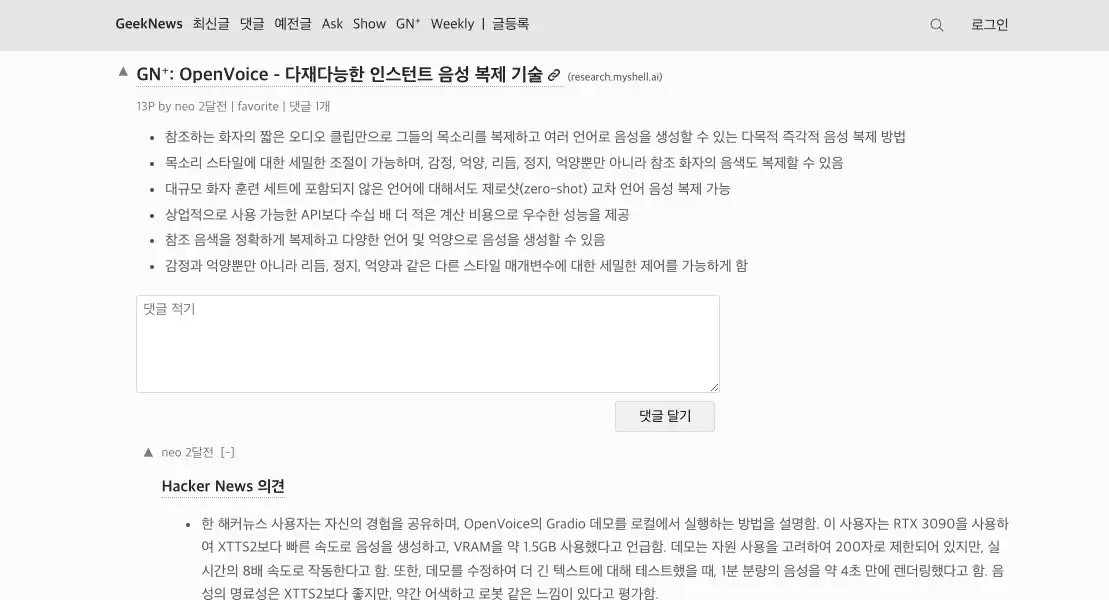 GeekNews 최신글 댓글 예전글 Ask Show GN⁺ Weekly | 글등록 로그인
▲ GN⁺: OpenVoice - 다재다능한 인스턴트 음성 복제 기술 (research.myshell.ai)
13P by neo 2달전 | favorite | 댓글 1개
• 참조하는 화자의 짧은 오디오 클립만으로 그들의 목소리를 복제하고 여러 언어로 음성을 생성할 수 있는 다목적 즉각적 음성 복제 방법
• 목소리 스타일에 대한 세밀한 조절이 가능하며, 감정, 억양, 리듬, 정지, 억양뿐만 아니라 참조 화자의 음색도 복제할 수 있음
• 대규모 화자 훈련 세트에 포함되지 않은 언어에 대해서도 제로샷(zero-shot) 교차 언어 음성 복제 가능
• 상업적으로 사용 가능한 API보다 수십 배 더 적은 계산 비용으로 우수한 성능을 제공
• 참조 음색을 정확하게 복제하고 다양한 언어 및 억양으로 음성을 생성할 수 있음
• 감정과 억양뿐만 아니라 리듬, 정지, 억양과 같은 다른 스타일 매개변수에 대한 세밀한 제어를 가능하게 함
댓글 적기
댓글 달기
▲ neo 2달전 [-]
Hacker News 의견
• 한 해커뉴스 사용자는 자신의 경험을 공유하며, OpenVoice의 Gradio 데모를 로컬에서 실행하는 방법을 설명함. 이 사용자는 RTX 3090을 사용하
여 XTTS2보다 빠른 속도로 음성을 생성하고, VRAM을 약 1.5GB 사용했다고 언급함. 데모는 자원 사용을 고려하여 200자로 제한되어 있지만, 실
시간의 8배 속도로 작동한다고 함. 또한, 데모를 수정하여 더 긴 텍스트에 대해 테스트했을 때, 1분 분량의 음성을 약 4초 만에 렌더링했다고 함. 음
성의 명료성은 XTTS2보다 좋지만, 약간 어색하고 로봇 같은 느낌이 있다고 평가함.